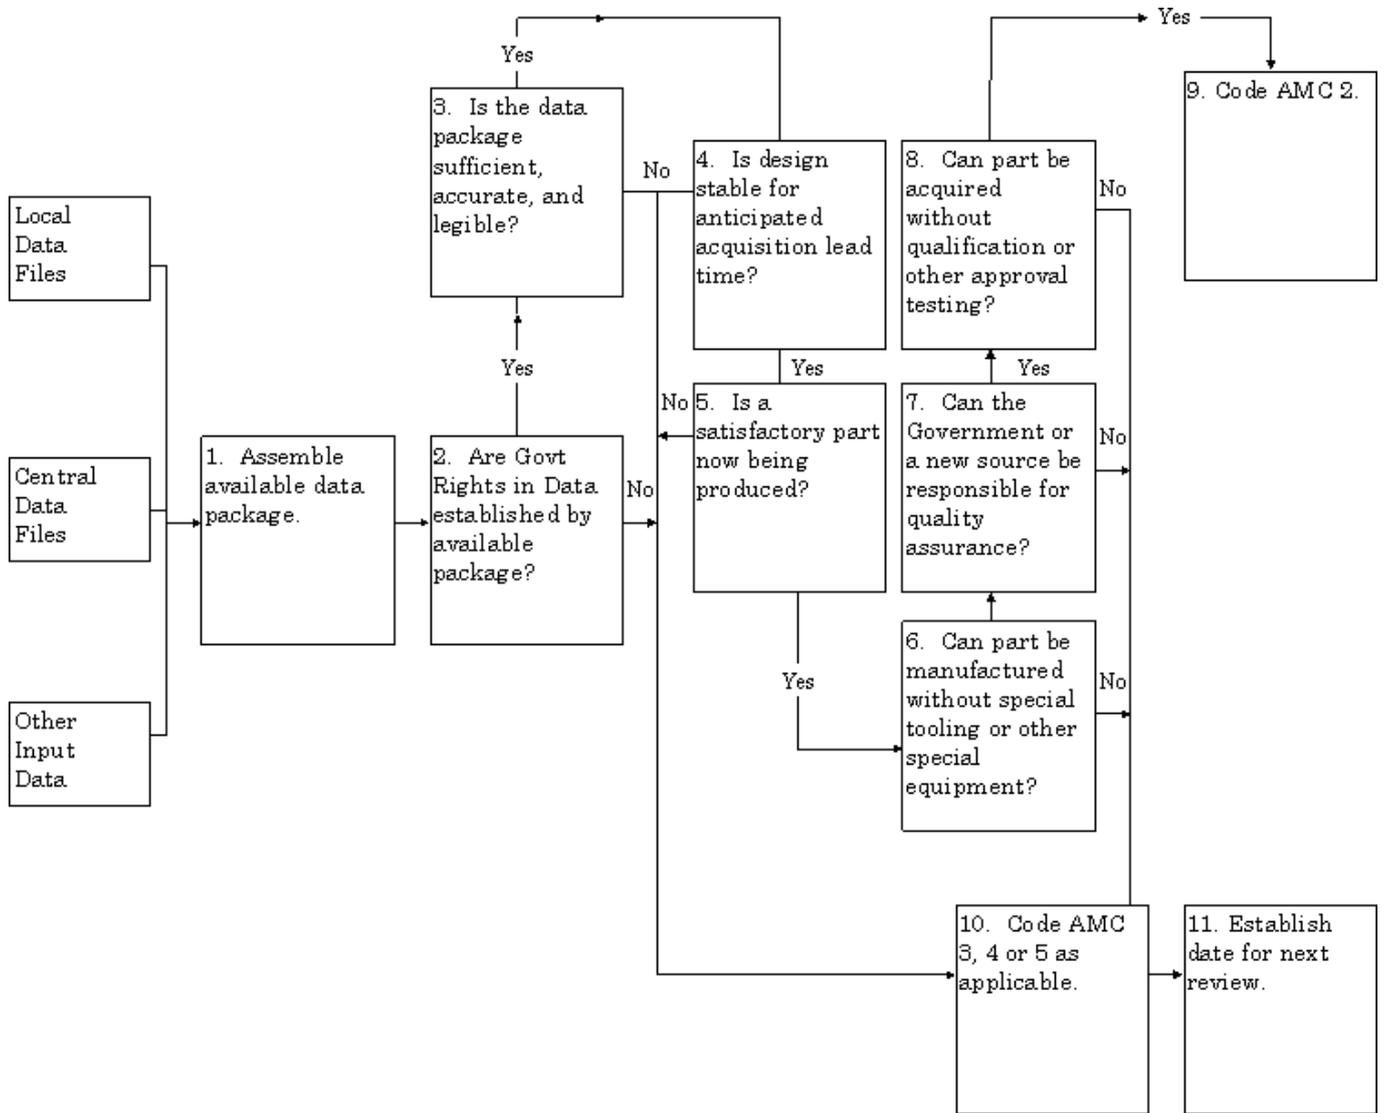 Local
Data
Files
Central
Data
Files
Other
Input
Data
1. Assemble
available data
package.
2. Are Govt
Rights in Data
established by
available
package?
No
Yes
3. Is the data
package
sufficient,
accurate, and
legible?
Yes
No
4. Is design
stable for
anticipated
acquisition lead
time?
Yes
No
5. Is a
satisfactory part
now being
produced?
Yes
6. Can part be
manufactured
without special
tooling or other
special
equipment?
No
7. Can the
Government or
a new source be
responsible for
quality
assurance?
No
Yes
8. Can part be
acquired
without
qualification or
other approval
testing?
No
Yes
9. Code AMC 2.
10. Code AMC
3, 4 or 5 as
applicable.
11. Establish
date for next
review.